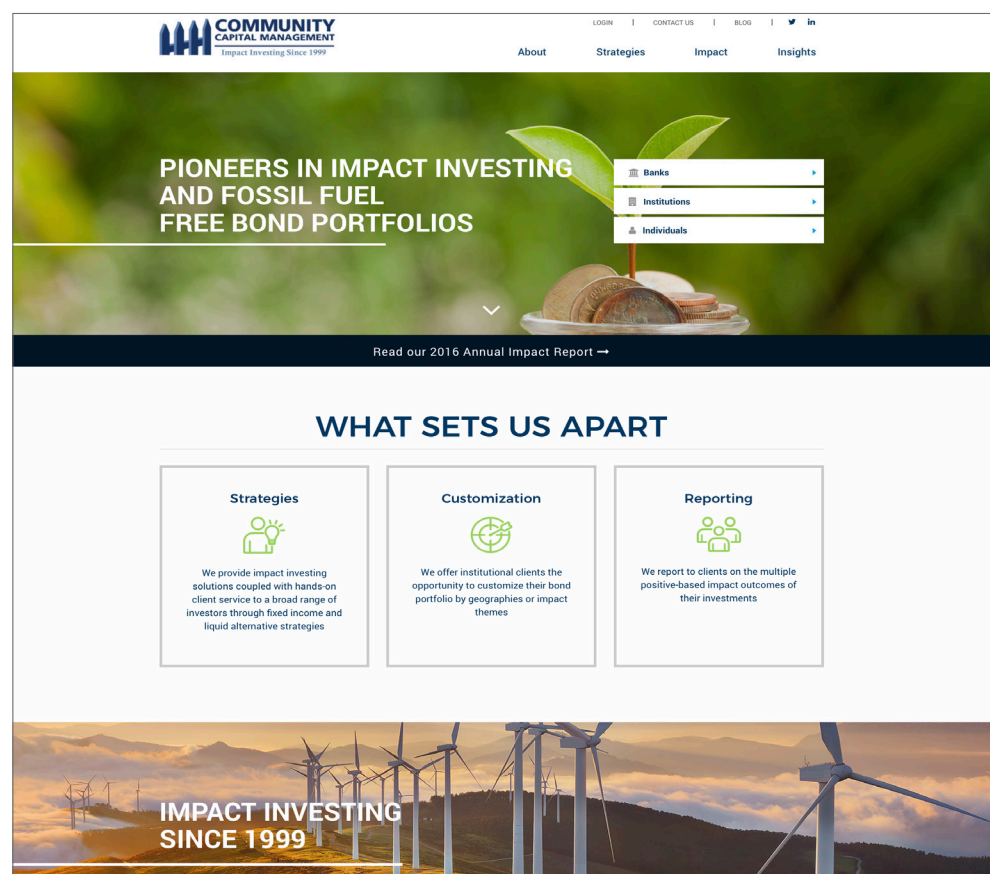 COMMUNITY
CAPITAL MANAGEMENT
Impact Investing Since 1999
LOGIN | CONTACT US | BLOG |
About Strategies Impact Insights
PIONEERS IN IMPACT INVESTING
AND FOSSIL FUEL
FREE BOND PORTFOLIOS
Banks
Institutions
Individuals
Read our 2016 Annual Impact Report →
WHAT SETS US APART
Strategies
We provide impact investing
solutions coupled with hands-on
client service to a broad range of
investors through fixed income and
liquid alternative strategies
Customization
We offer institutional clients the
opportunity to customize their bond
portfolio by geographies or impact
themes
Reporting
We report to clients on the multiple
positive-based impact outcomes of
their investments
IMPACT INVESTING
SINCE 1999